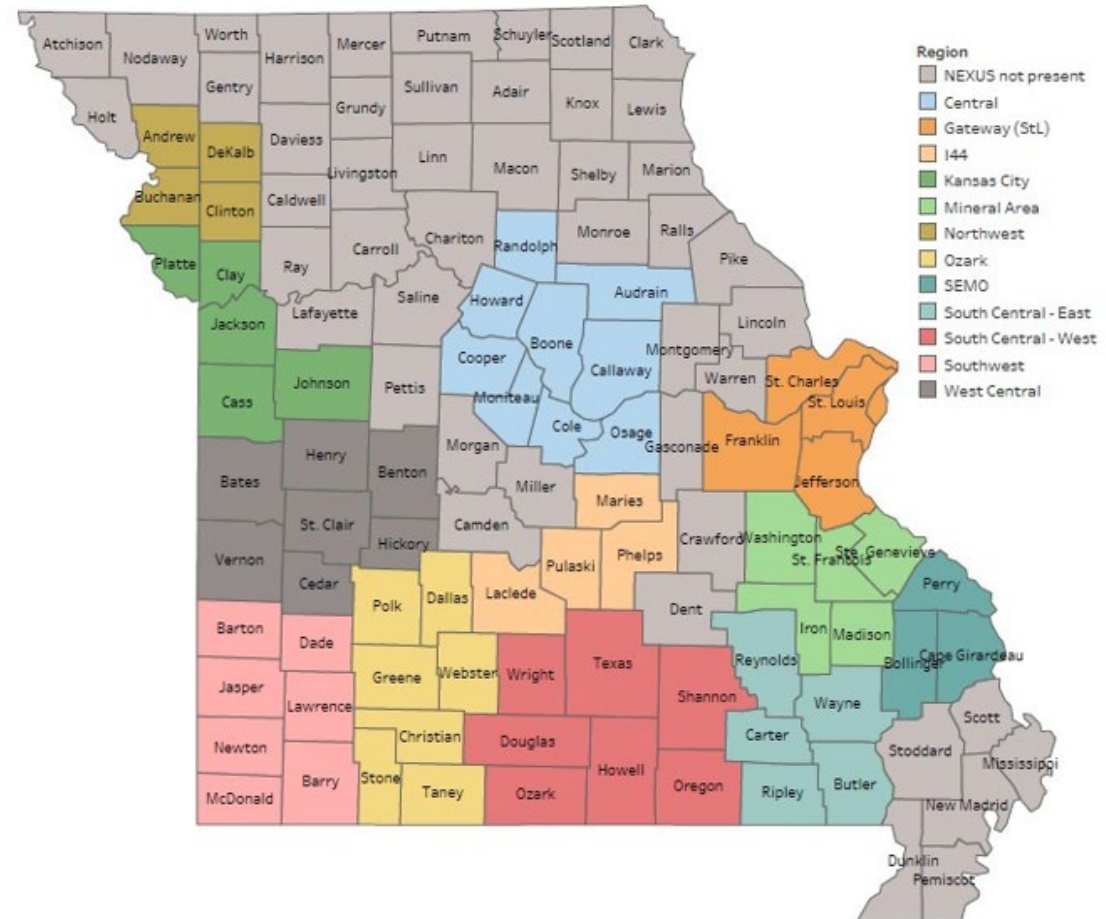 Atchison
Nodaway
Worth
Harrison
Mercer
Putnam
Schuyler
Scotland
Clark
Holt
Gentry
Grundy
Sullivan
Adair
Knox
Lewis
Andrew
DeKalb
Daviess
Livingston
Linn
Macon
Shelby
Marion
Buchanan
Clinton
Caldwell
Carroll
Chariton
Randolph
Monroe
Ralls
Pike
Platte
Clay
Ray
Saline
Howard
Audrain
Jackson
Lafayette
Boone
Lincoln
Cooper
Callaway
Montgomery
Warren
St. Charles
St. Louis
Cass
Johnson
Pettis
Moniteau
Cole
Osage
Gasconade
Franklin
Jefferson
Morgan
Bates
Henry
Benton
Miller
Maries
St. Clair
Camden
Crawford
Washington
Ste. Genevieve
St. Francois
Vernon
Hickory
Pulaski
Phelps
Perry
Cedar
Polk
Dallas
Laclede
Dent
Iron
Madison
Barton
Dade
Bollinger
Cape Girardeau
Jasper
Lawrence
Greene
Webster
Wright
Texas
Shannon
Reynolds
Wayne
Newton
Christian
Douglas
Carter
Stoddard
Scott
Mississippi
McDonald
Barry
Stone
Taney
Ozark
Howell
Oregon
Ripley
Butler
New Madrid
Dunklin
Pemiscot
Region
NEXUS not present
Central
Gateway (StL)
I44
Kansas City
Mineral Area
Northwest
Ozark
SEMO
South Central - East
South Central - West
Southwest
West Central